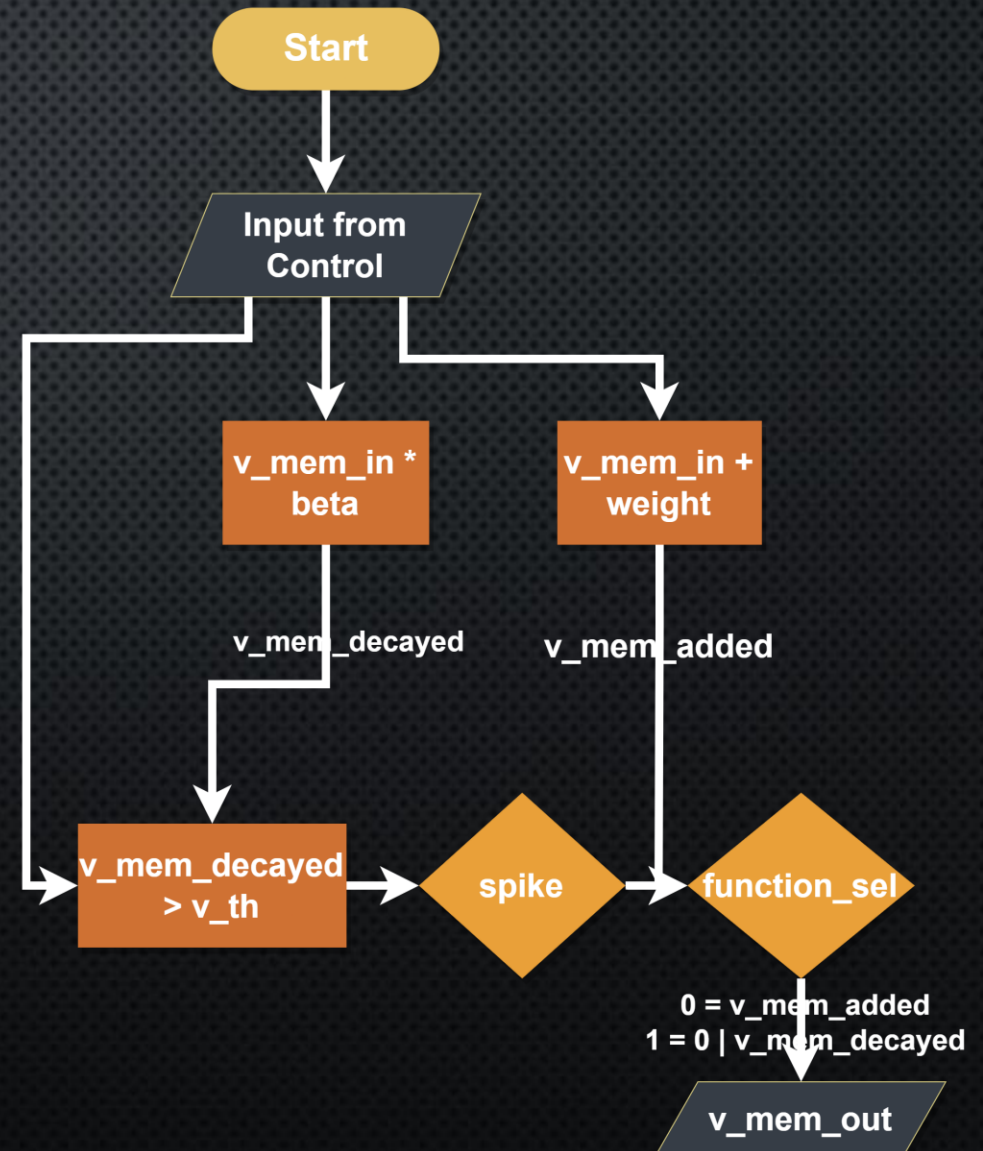 Start
Input from
Control
v_mem_in *
beta
v_mem_in +
weight
v_mem_decayed
v_mem_added
v_mem_decayed
> v_th
spike
function_sel
0 = v_mem_added
1 = 0 | v_mem_decayed
v_mem_out